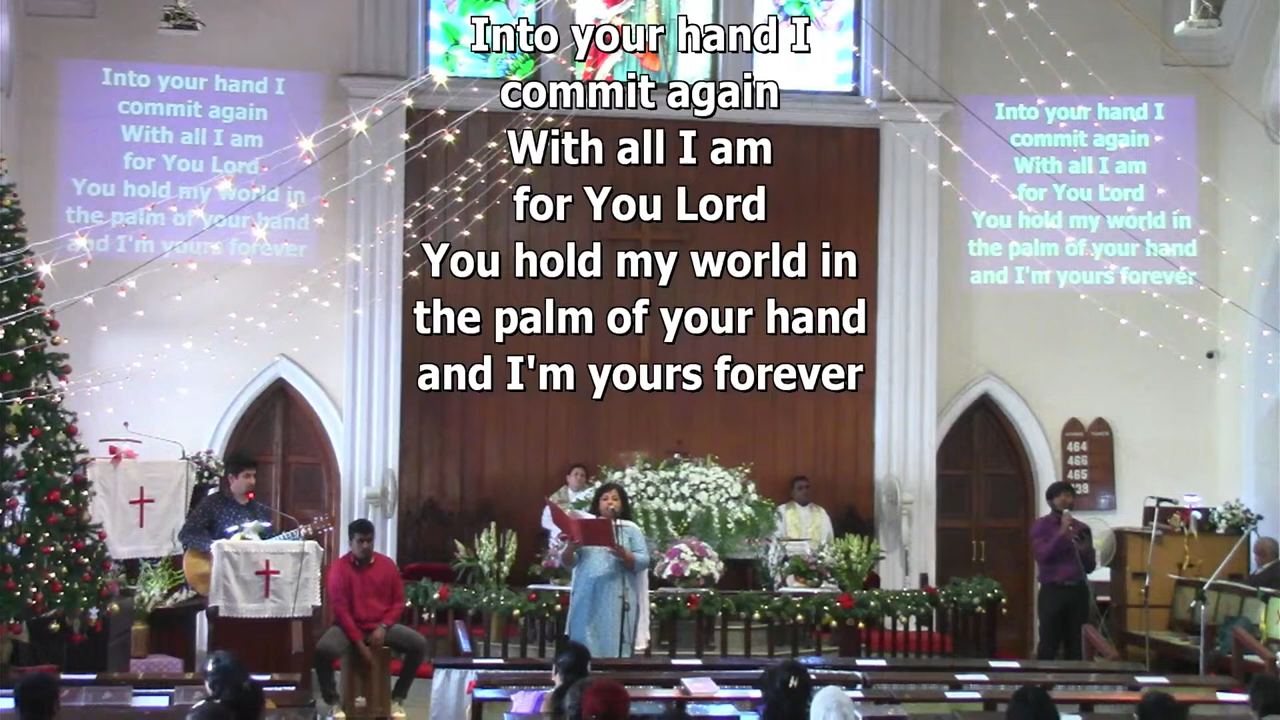 Into your hand I
commit again
With all I am
for You Lord
You hold my world in
the palm of your hand
and I'm yours forever
Into your hand I
commit again
With all I am
for You Lord
You hold my world in
the palm of your hand
and I'm yours forever
Into your hand I
commit again
With all I am
for You Lord
You hold my world in
the palm of your hand
and I'm yours forever
464
466
465